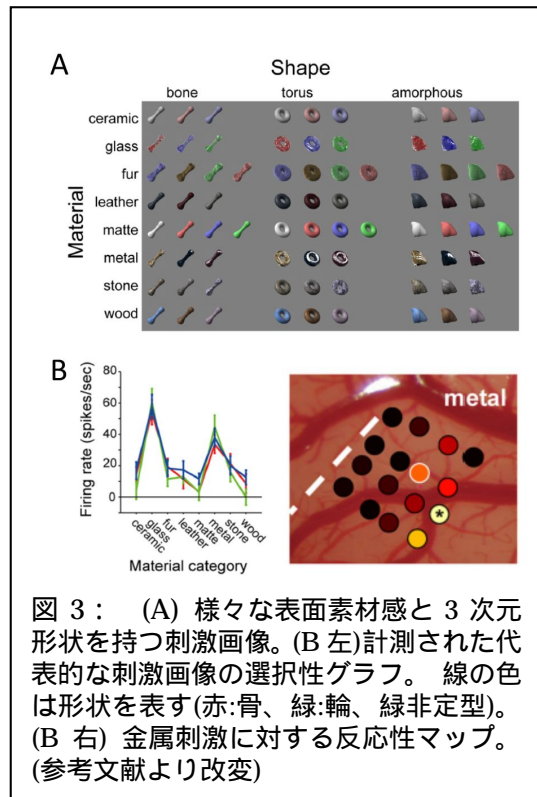 A
Shape
bone torus amorphous
Material
ceramic
glass
fur
leather
matte
metal
stone
wood
B
Firing rate (spikes/sec)
80
60
40
20
0
ceramic
glass
fur
leather
matte
metal
stone
wood
Material category
metal
*
図 3： (A) 様々な表面素材感と 3 次元
形状を持つ刺激画像。(B 左)計測された代
表的な刺激画像の選択性グラフ。 線の色
は形状を表す(赤:骨、緑:輪、緑非定型)。
(B 右) 金属刺激に対する反応性マップ。
(参考文献より改変)